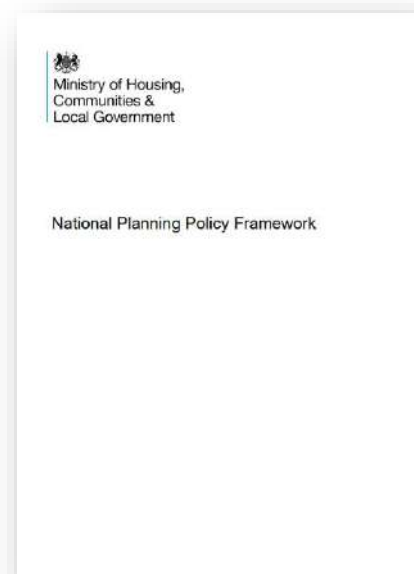 Ministry of Housing,
Communities &
Local Government
National Planning Policy Framework